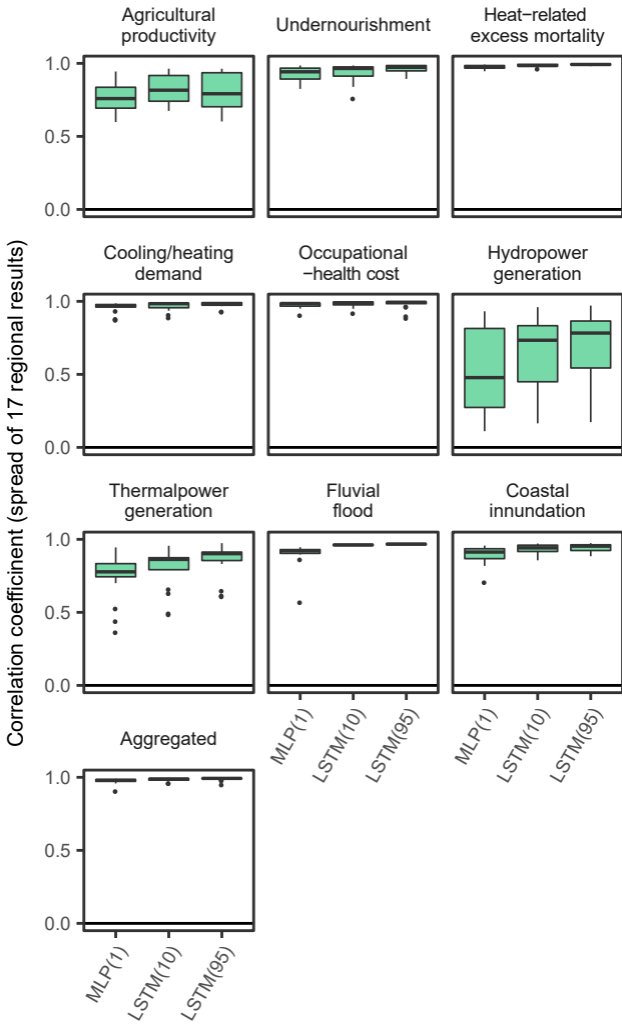 Correlation coefficinent (spread of 17 regional results)
Agricultural
productivity
Undernourishment
Heat-related
excess mortality
1.0
0.5
0.0
Cooling/heating
demand
Occupational
-health cost
Hydropower
generation
1.0
0.5
0.0
Thermalpower
generation
Fluvial
flood
Coastal
innundation
1.0
0.5
0.0
MLP(1)
LSTM(10)
LSTM(95)
MLP(1)
LSTM(10)
LSTM(95)
Aggregated
1.0
0.5
0.0
MLP(1)
LSTM(10)
LSTM(95)